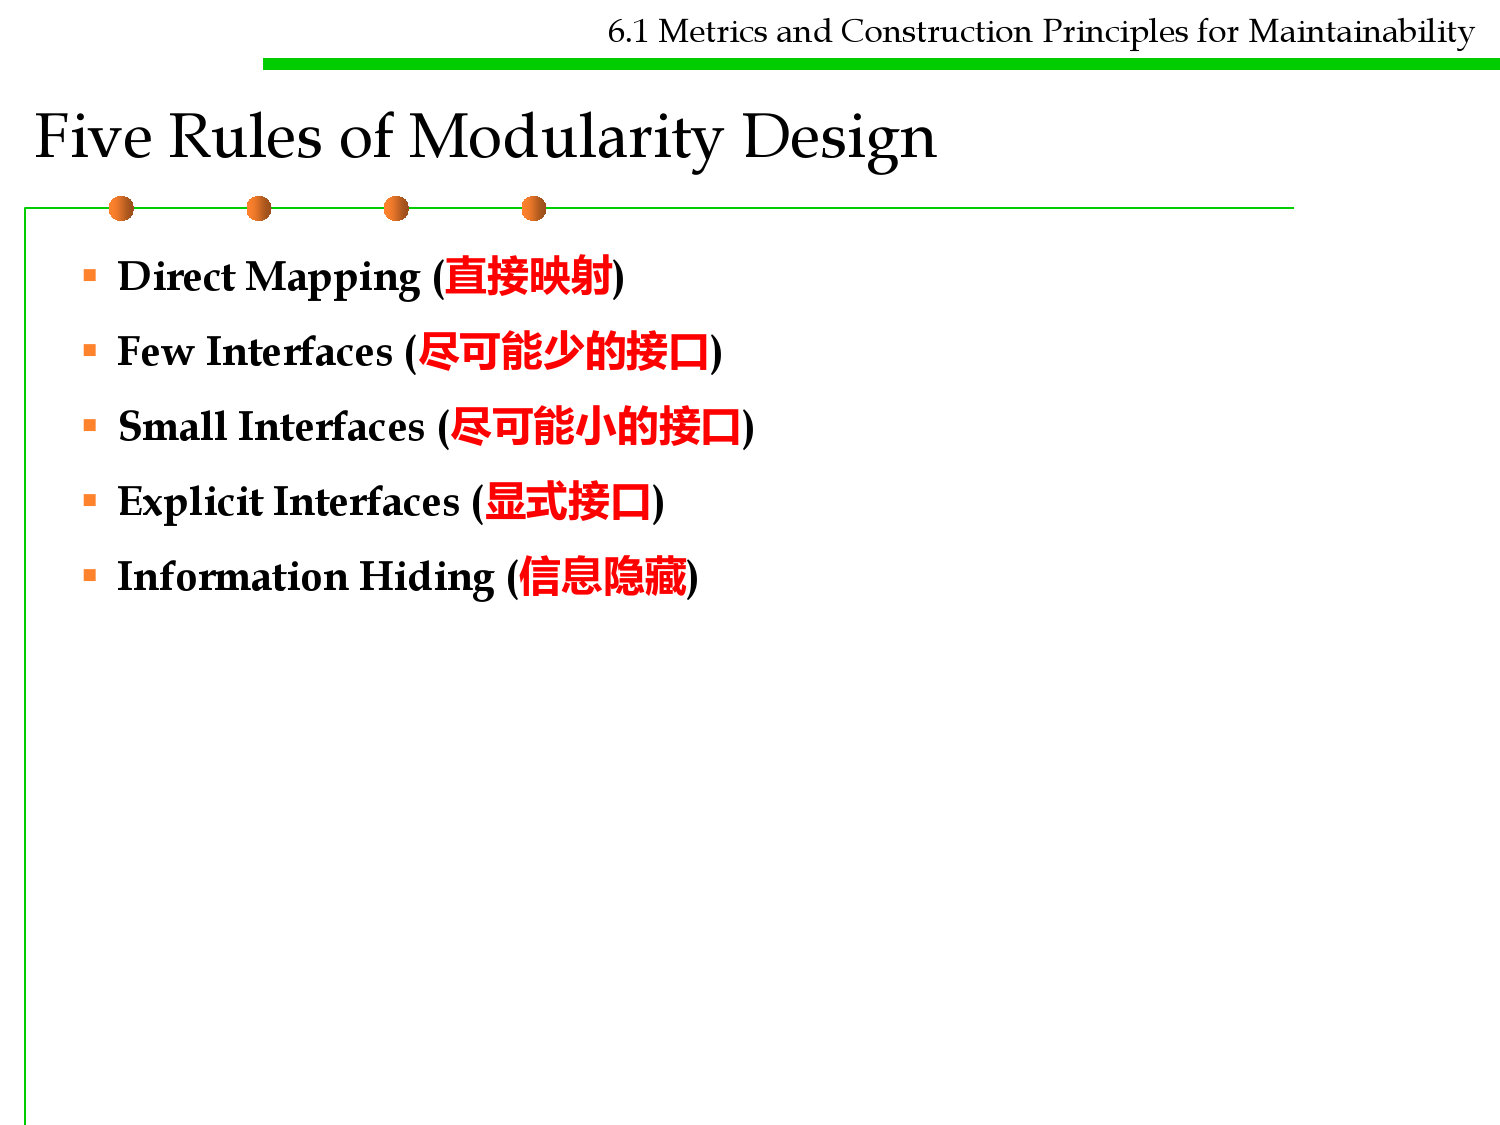 6.1 Metrics and Construction Principles for Maintainability
Five Rules of Modularity Design
▪ Direct Mapping (直接映射)
▪ Few Interfaces (尽可能少的接口)
▪ Small Interfaces (尽可能小的接口)
▪ Explicit Interfaces (显式接口)
▪ Information Hiding (信息隐藏)